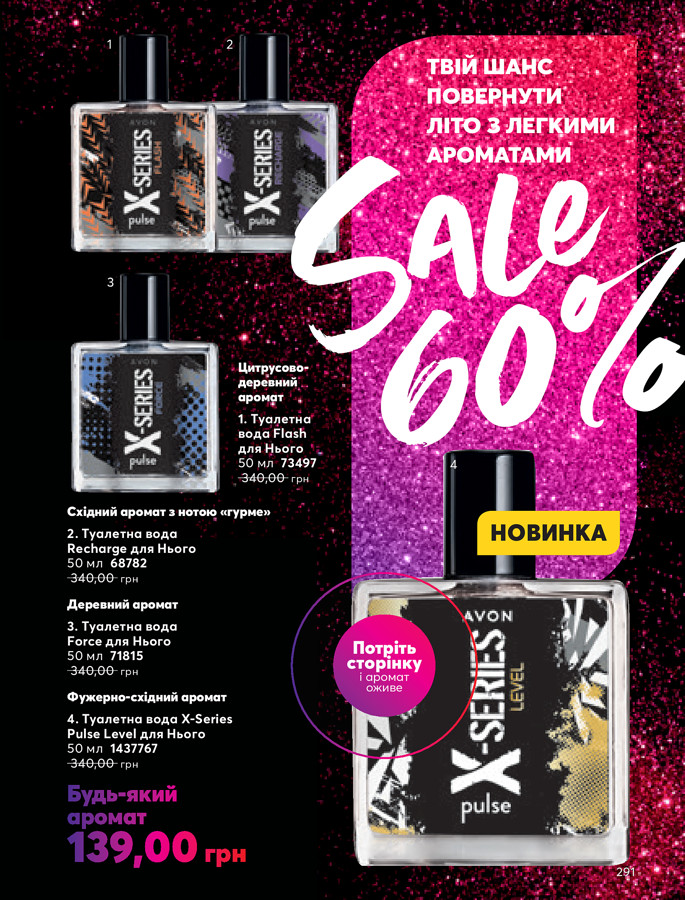 ТВІЙ ШАНС
ПОВЕРНУТИ
ЛІТО З ЛЕГКИМИ
АРОМАТАМИ
SALE
60%
1
2
AVON
X-SERIES
FLASH
pulse
AVON
X-SERIES
RECHARGE
pulse
3
AVON
X-SERIES
FORCE
pulse
Цитрусово-
деревний
аромат
1. Туалетна
вода Flash
для Нього
50 мл 73497
340,00 грн
Східний аромат з нотою «гурме»
2. Туалетна вода
Recharge для Нього
50 мл 68782
340,00 грн
Деревний аромат
3. Туалетна вода
Force для Нього
50 мл 71815
340,00 грн
Фужерно-східний аромат
4. Туалетна вода X-Series
Pulse Level для Нього
50 мл 1437767
340,00 грн
Будь-який
аромат
139,00 грн
4
НОВИНКА
Потріть
сторінку
і аромат
оживе
AVON
X-SERIES
LEVEL
pulse
291